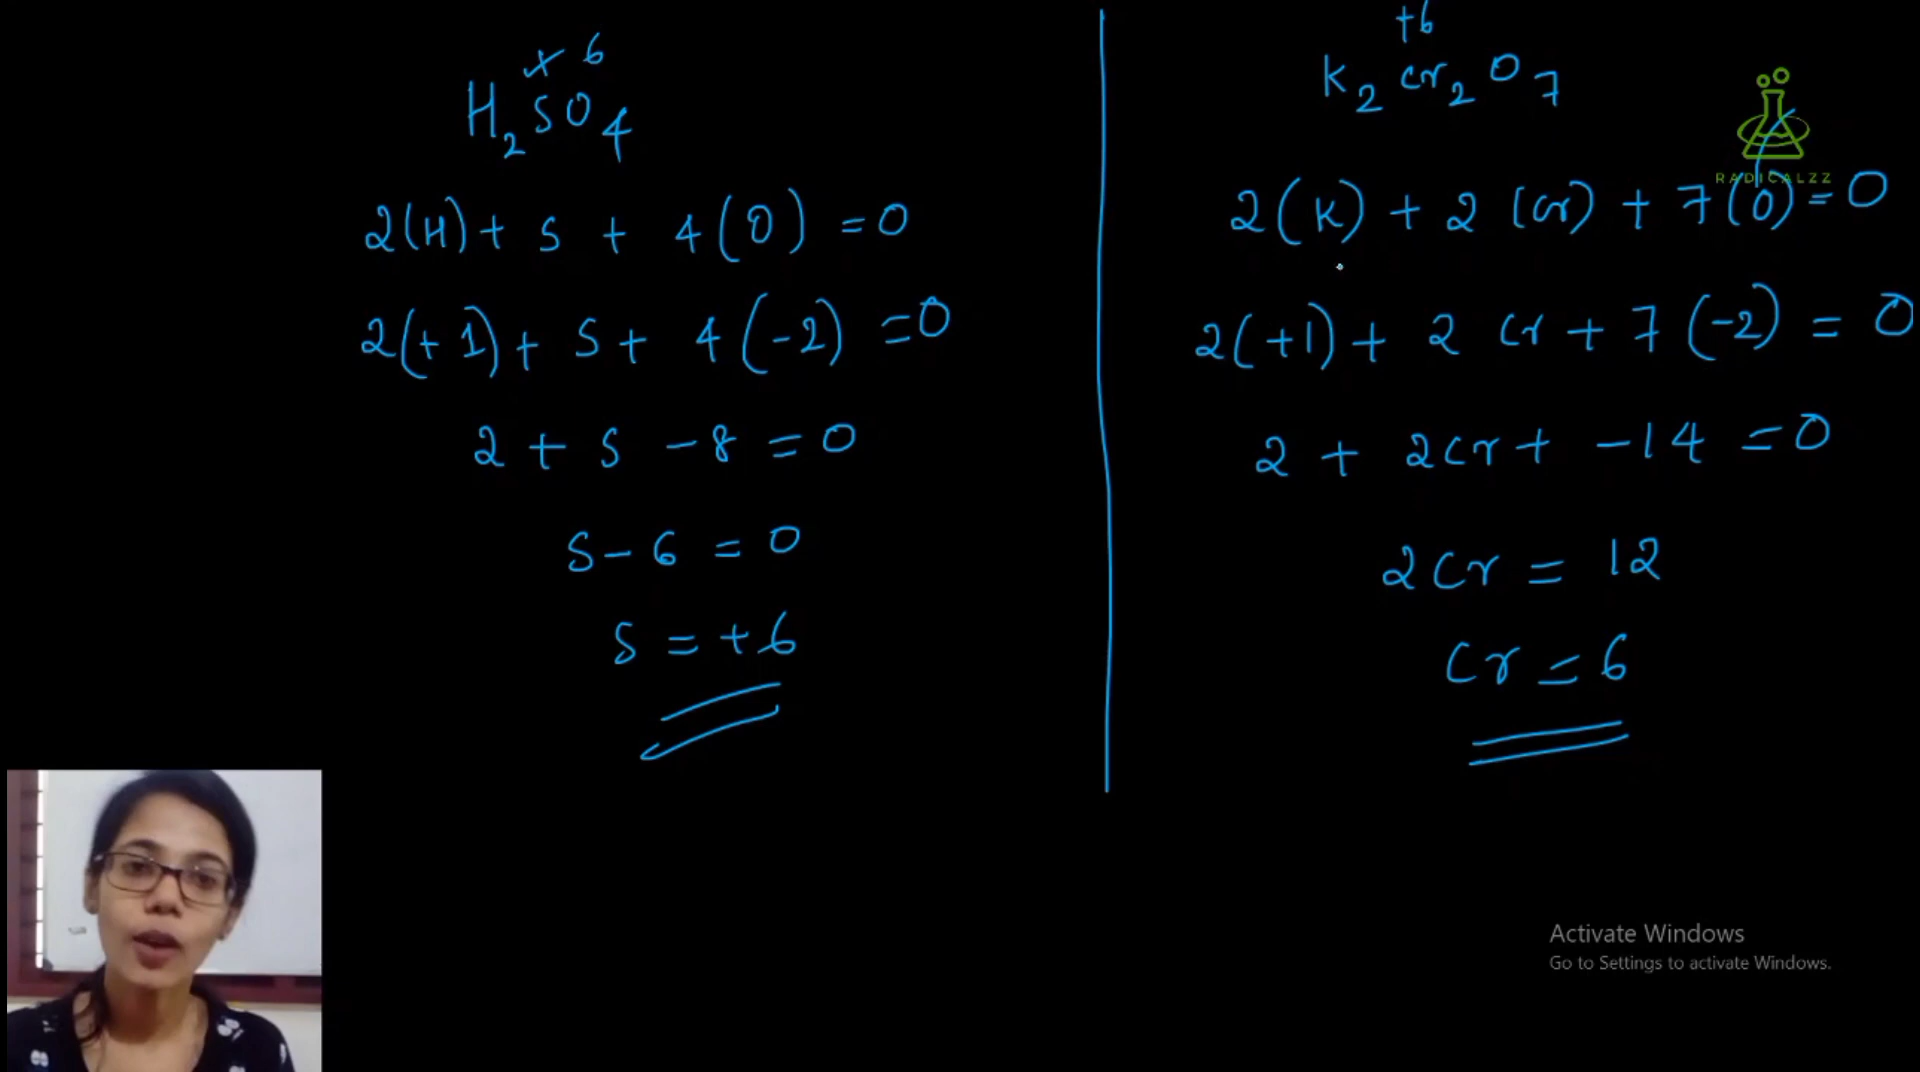 +6
H₂SO₄
2(H) + S + 4(O) = 0
2(+1) + S + 4(-2) = 0
2 + S - 8 = 0
S - 6 = 0
S = +6
+6
K₂Cr₂O₇
RADICALZZ
2(K) + 2(Cr) + 7(O) = 0
2(+1) + 2 Cr + 7(-2) = 0
2 + 2Cr + -14 = 0
2Cr = 12
Cr = 6
Activate Windows
Go to Settings to activate Windows.